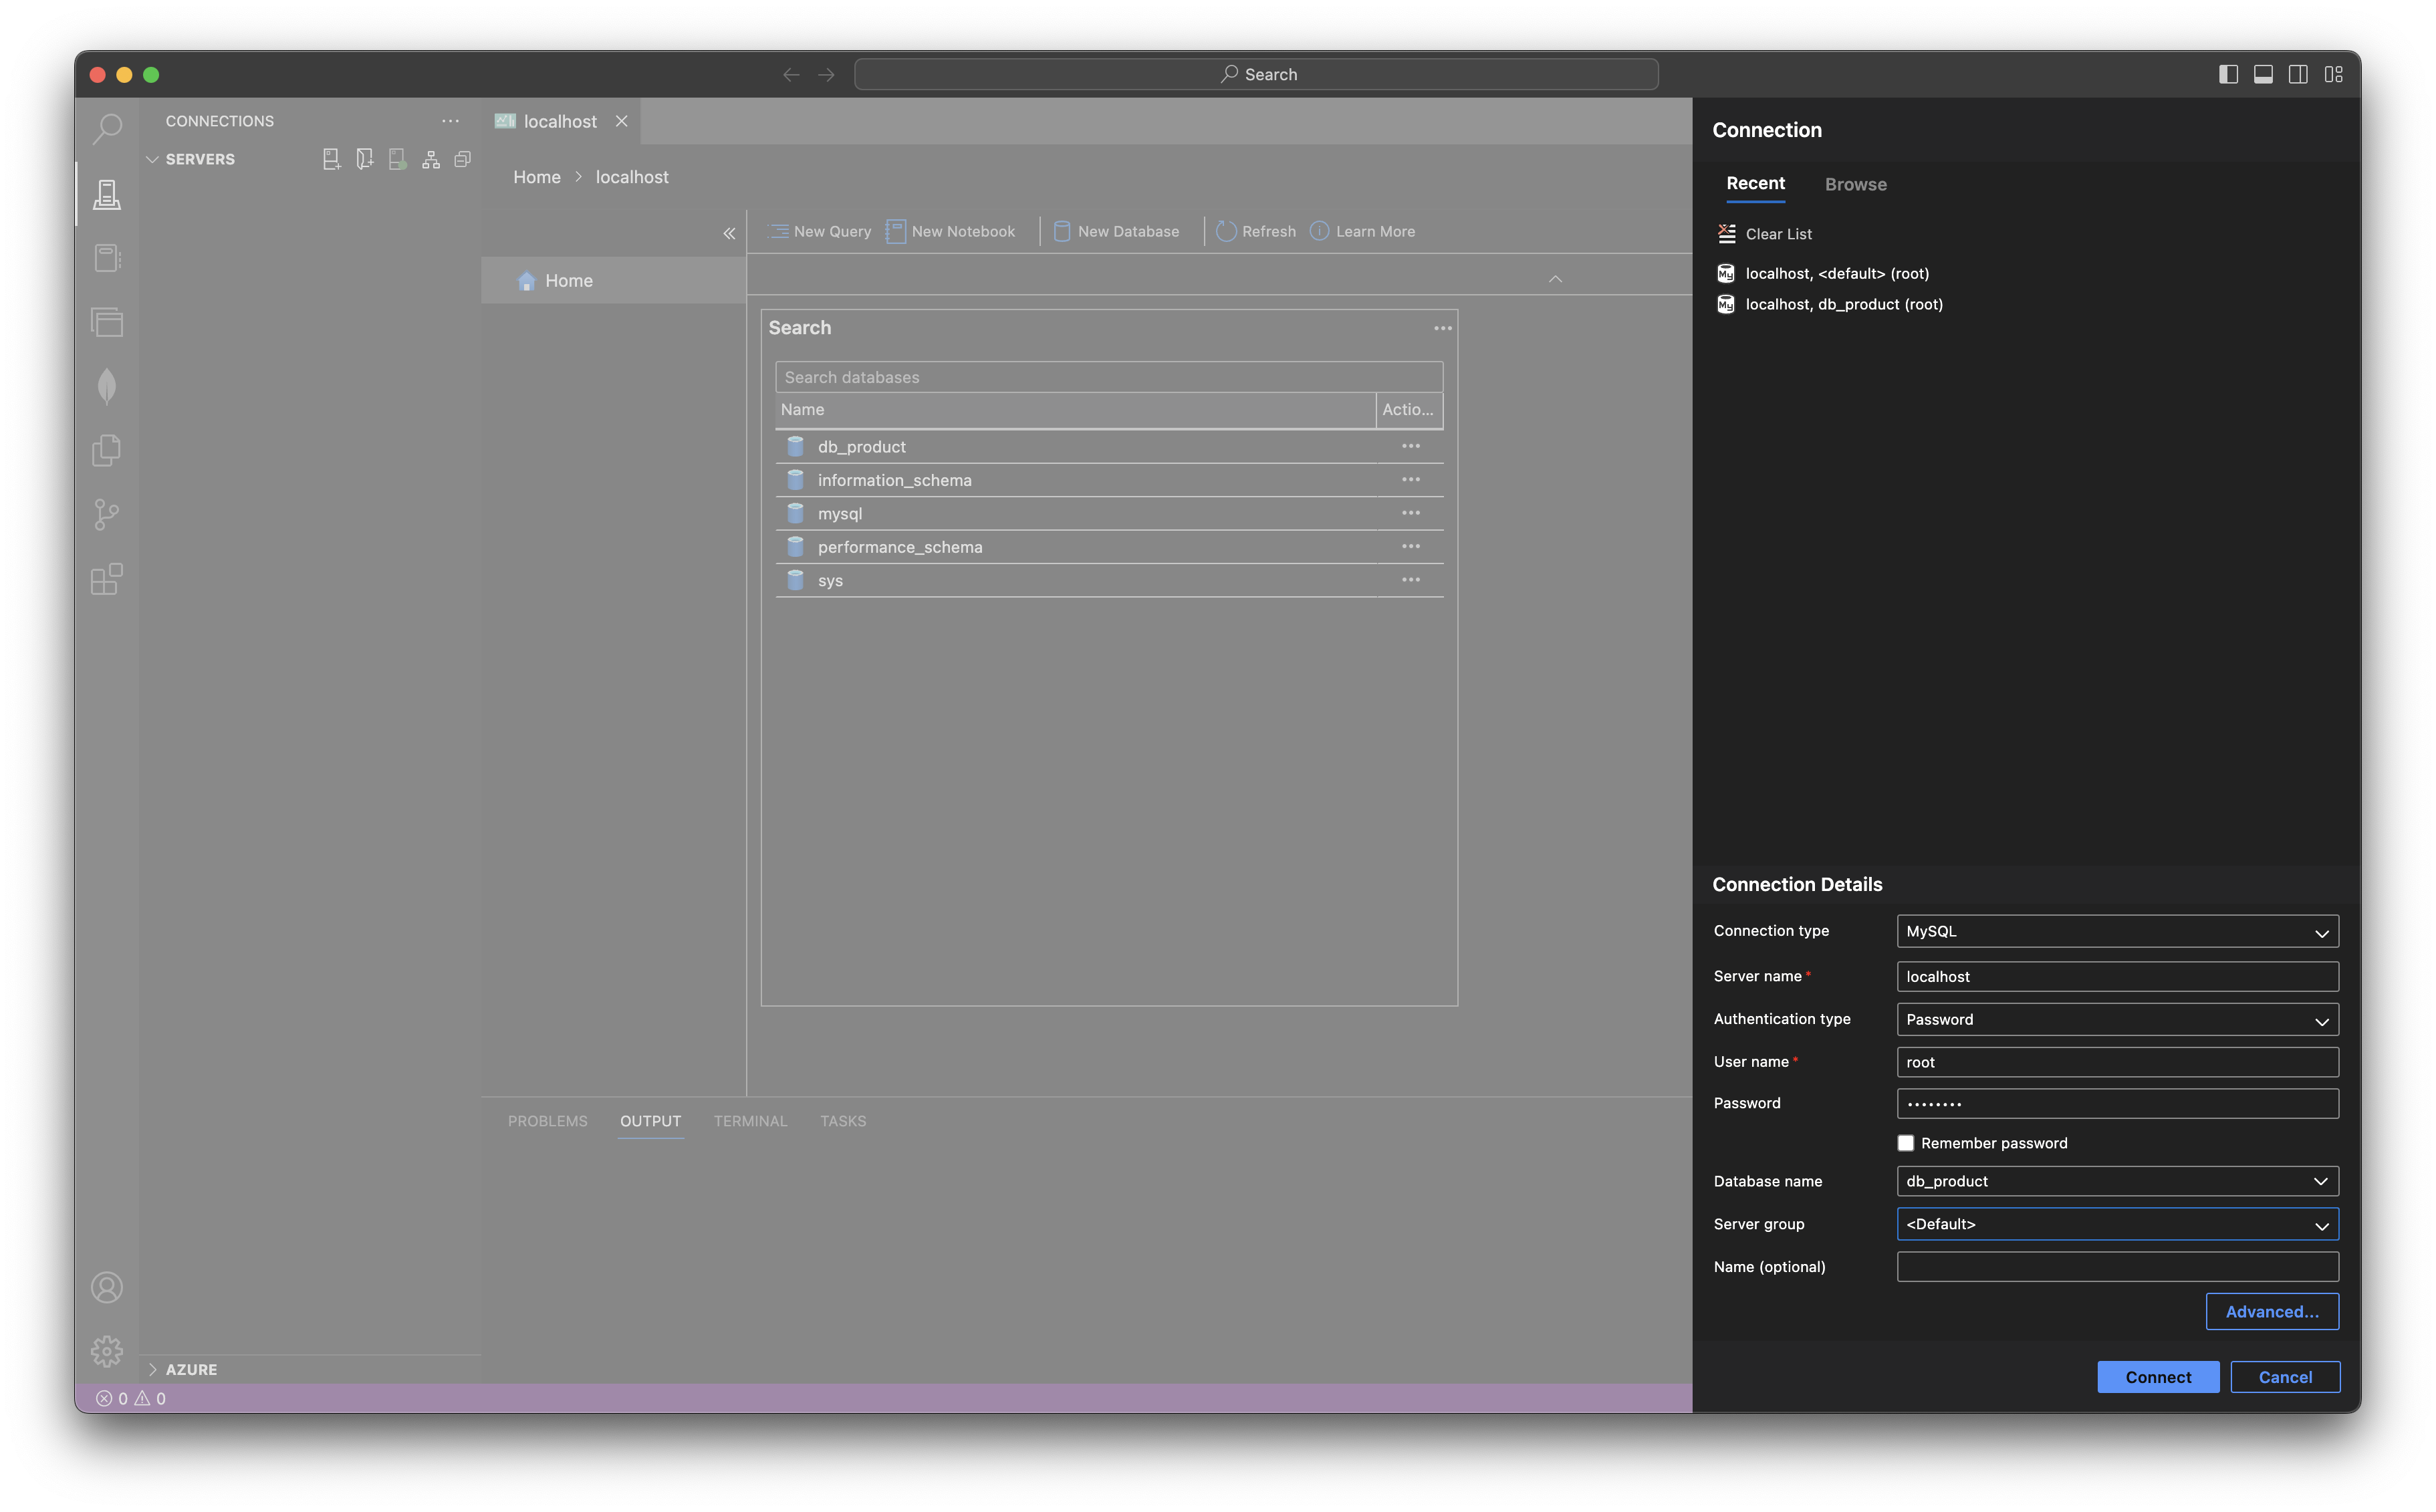 Search
CONNECTIONS
SERVERS
localhost
Home > localhost
New Query
New Notebook
New Database
Refresh
Learn More
Home
Search
Search databases
Name
Actio...
db_product
information_schema
mysql
performance_schema
sys
PROBLEMS
OUTPUT
TERMINAL
TASKS
AZURE
0
0
Connection
Recent
Browse
Clear List
localhost, <default> (root)
localhost, db_product (root)
Connection Details
Connection type
MySQL
Server name*
localhost
Authentication type
Password
User name*
root
Password
••••••••
Remember password
Database name
db_product
Server group
<Default>
Name (optional)
Advanced...
Connect
Cancel